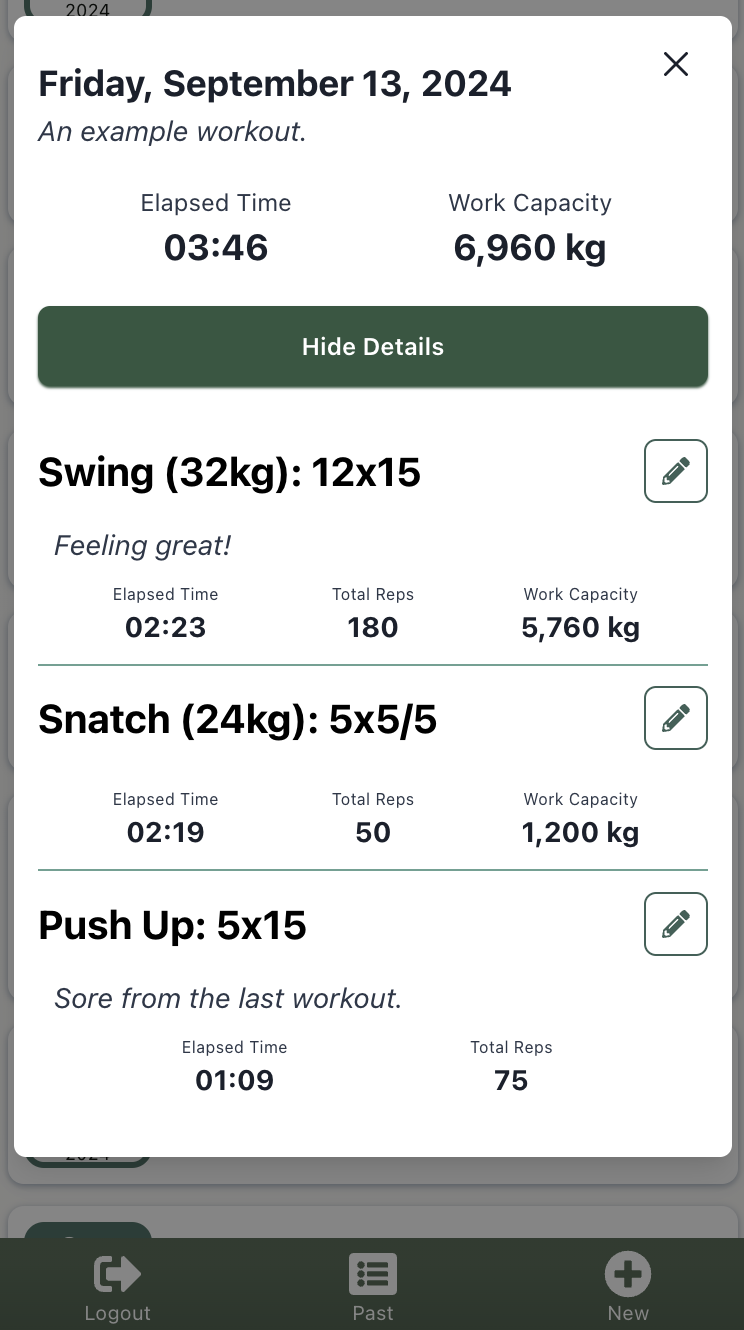 2024
Friday, September 13, 2024
An example workout.
Elapsed Time Work Capacity
03:46 6,960 kg
Hide Details
Swing (32kg): 12x15
Feeling great!
Elapsed Time Total Reps Work Capacity
02:23 180 5,760 kg
Snatch (24kg): 5x5/5
Elapsed Time Total Reps Work Capacity
02:19 50 1,200 kg
Push Up: 5x15
Sore from the last workout.
Elapsed Time Total Reps
01:09 75
2024
Logout Past New